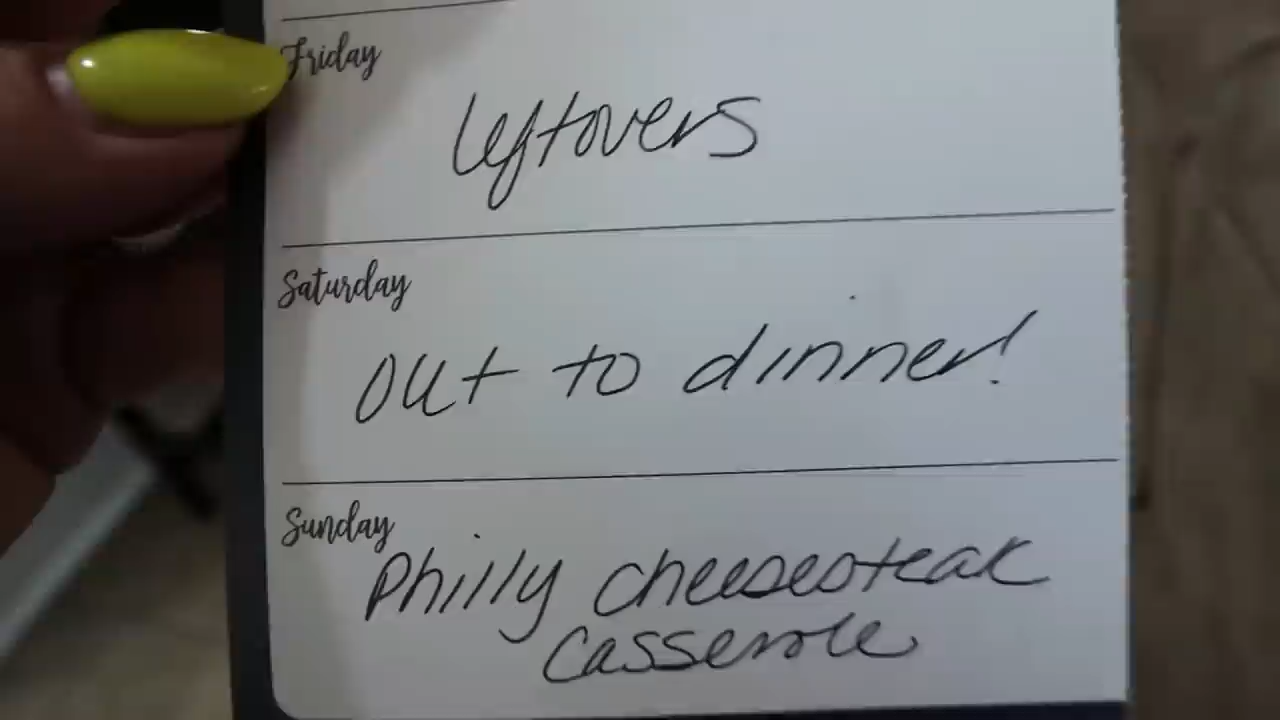 Friday
leftovers
Saturday
out to dinner!
Sunday
Philly cheesesteak
casserole